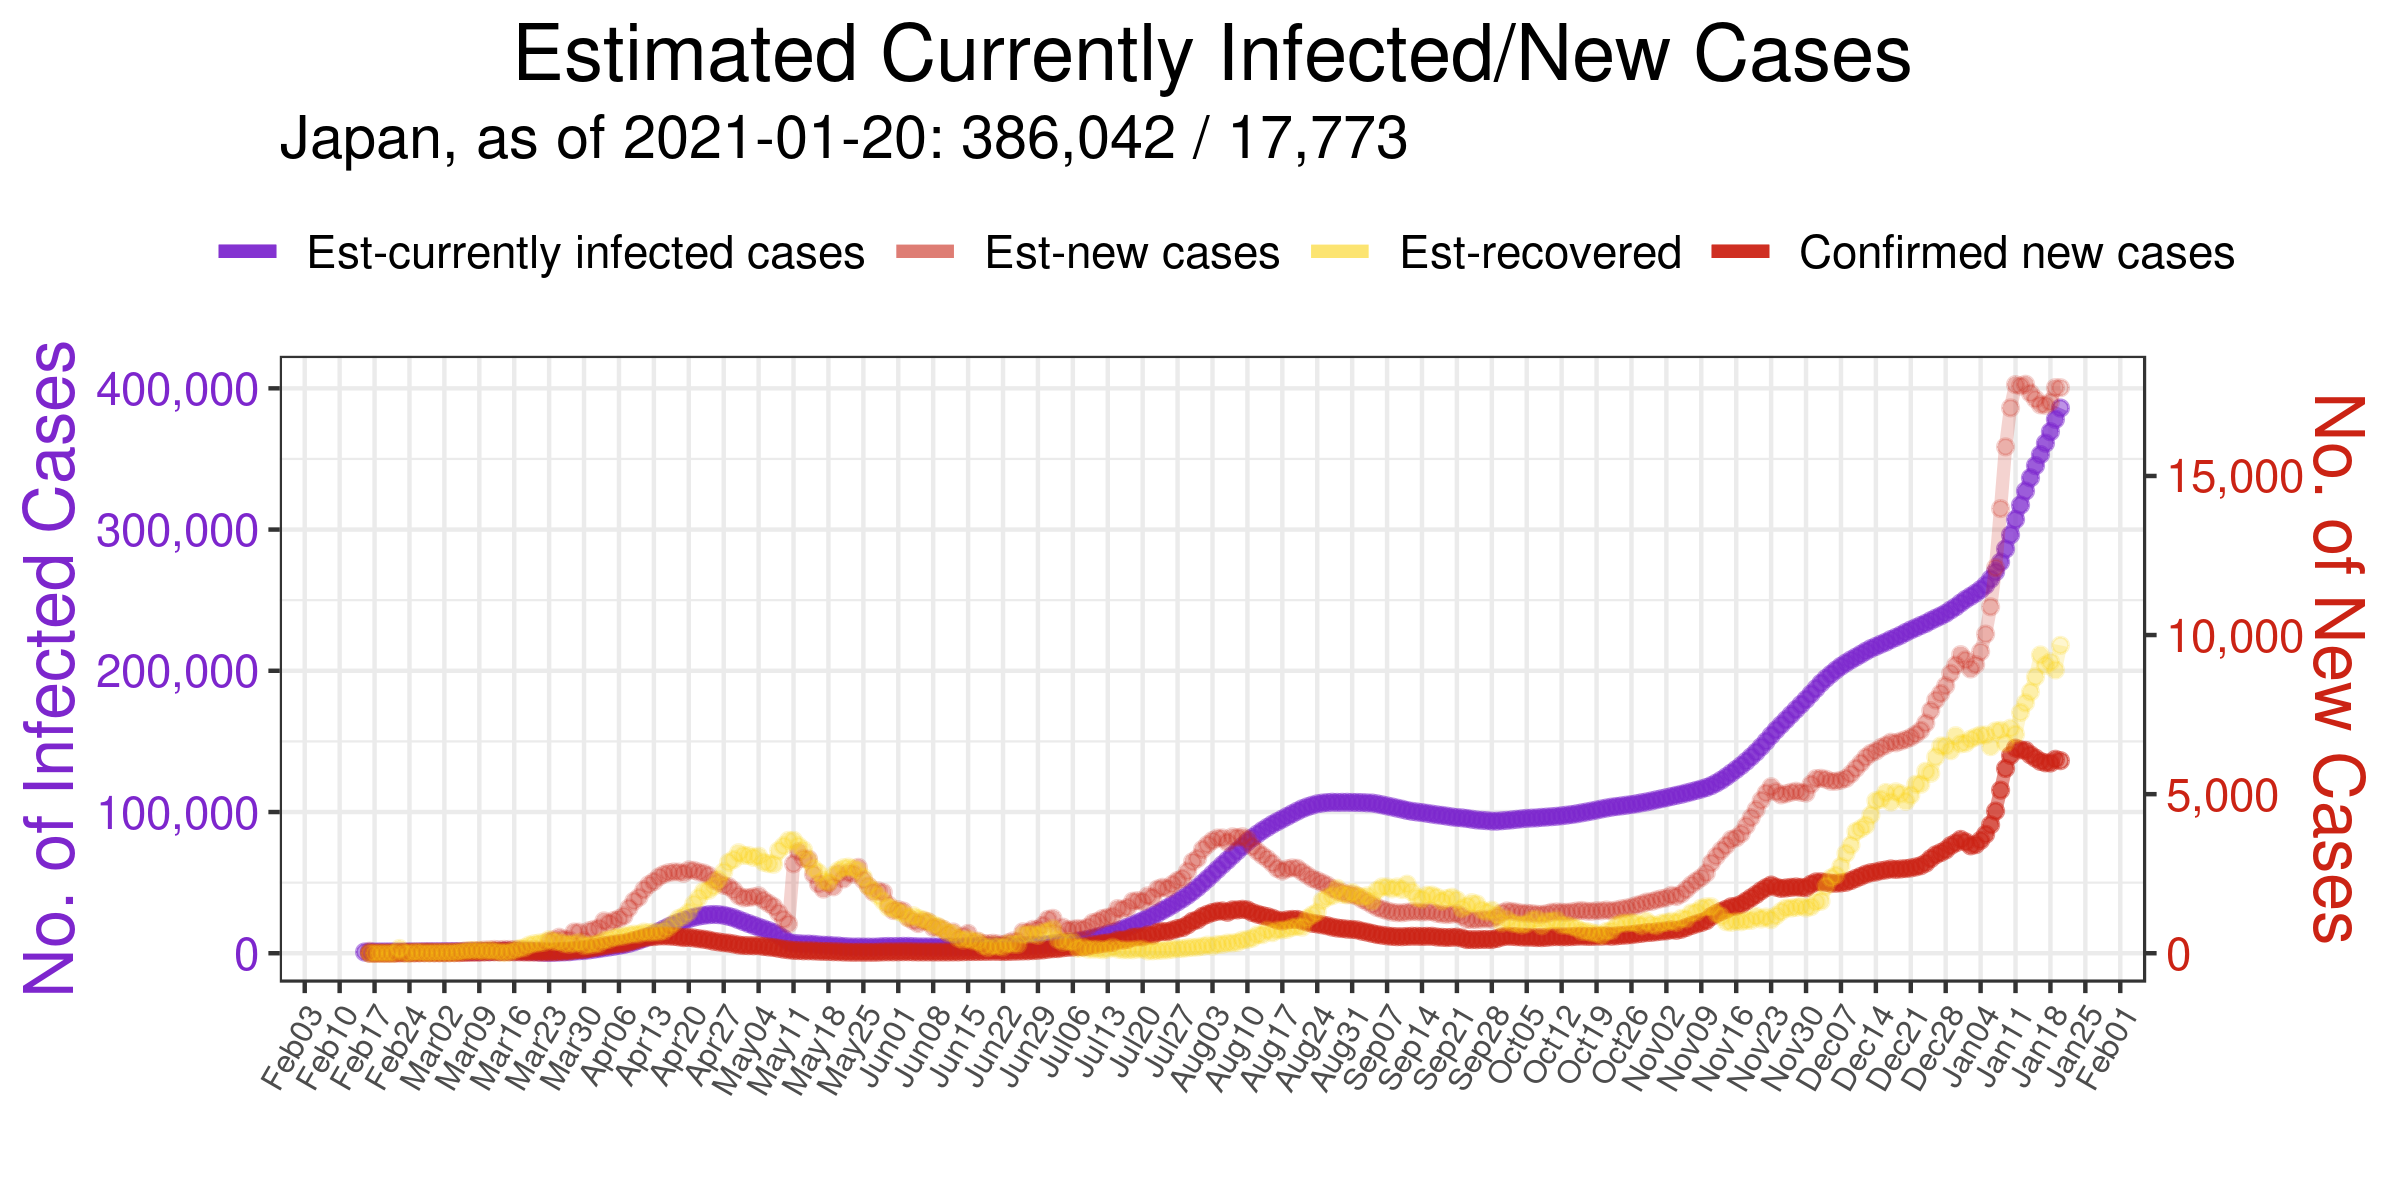 Estimated Currently Infected/New Cases
Japan, as of 2021-01-20: 386,042 / 17,773
Est-currently infected cases Est-new cases Est-recovered Confirmed new cases
No. of Infected Cases
400,000
300,000
200,000
100,000
0
15,000
10,000
5,000
0
No. of New Cases
Feb03 Feb10 Feb17 Feb24 Mar02 Mar09 Mar16 Mar23 Mar30 Apr06 Apr13 Apr20 Apr27 May04 May11 May18 May25 Jun01 Jun08 Jun15 Jun22 Jun29 Jul06 Jul13 Jul20 Jul27 Aug03 Aug10 Aug17 Aug24 Aug31 Sep07 Sep14 Sep21 Sep28 Oct05 Oct12 Oct19 Oct26 Nov02 Nov09 Nov16 Nov23 Nov30 Dec07 Dec14 Dec21 Dec28 Jan04 Jan11 Jan18 Jan25 Feb01